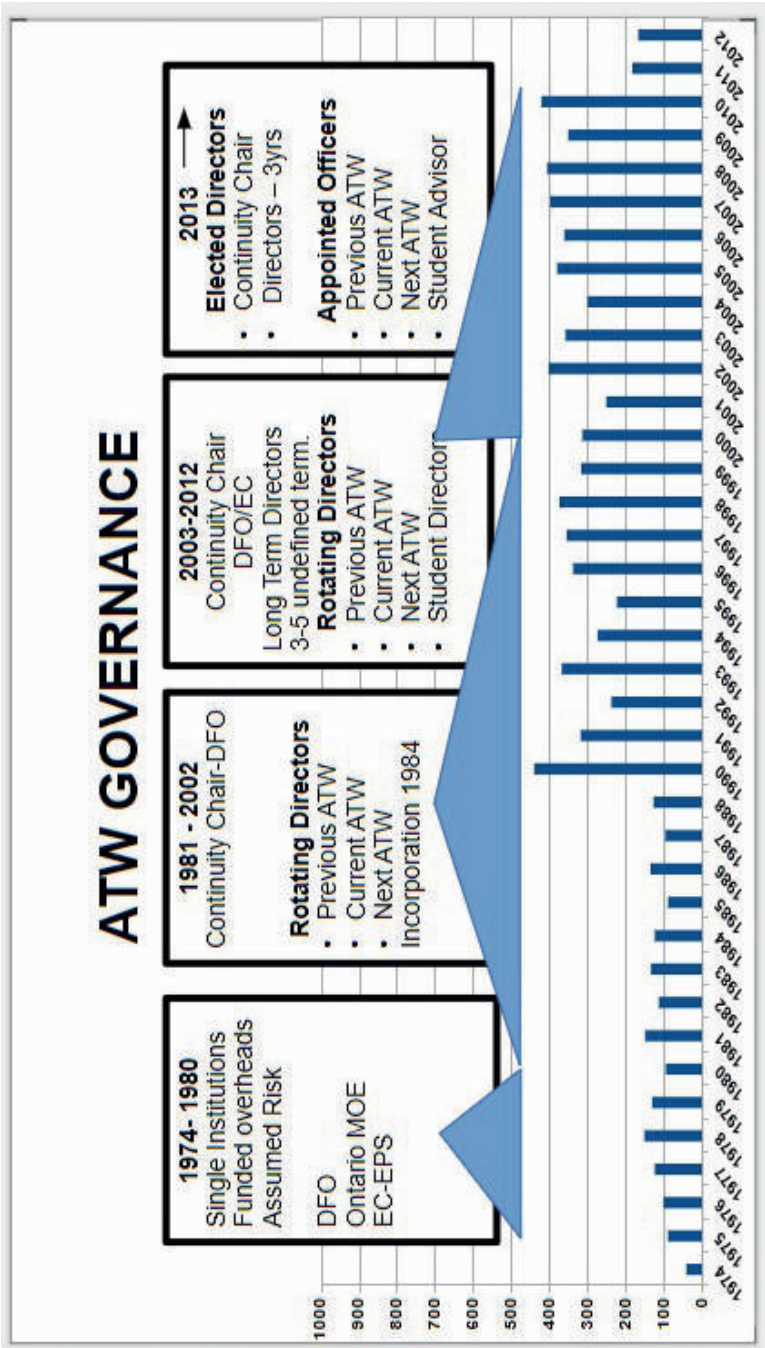 ATW GOVERNANCE
1974- 1980
Single Institutions
Funded overheads
Assumed Risk
DFO
Ontario MOE
EC-EPS
1981 - 2002
Continuity Chair-DFO
Rotating Directors
• Previous ATW
• Current ATW
• Next ATW
Incorporation 1984
2003-2012
Continuity Chair
DFO/EC
Long Term Directors
3-5 undefined term.
Rotating Directors
• Previous ATW
• Current ATW
• Next ATW
• Student Director
2013
Elected Directors
• Continuity Chair
• Directors – 3yrs
Appointed Officers
• Previous ATW
• Current ATW
• Next ATW
• Student Advisor
1000
900
800
700
600
500
400
300
200
100
0
1974
1975
1976
1977
1978
1979
1980
1981
1982
1983
1984
1985
1986
1987
1988
1990
1991
1992
1993
1994
1995
1996
1997
1998
1999
2000
2001
2002
2003
2004
2005
2006
2007
2008
2009
2010
2011
2012